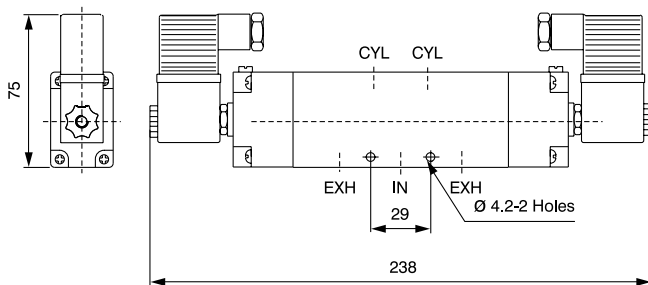 75
CYL CYL
EXH IN EXH
Ø 4.2-2 Holes
29
238